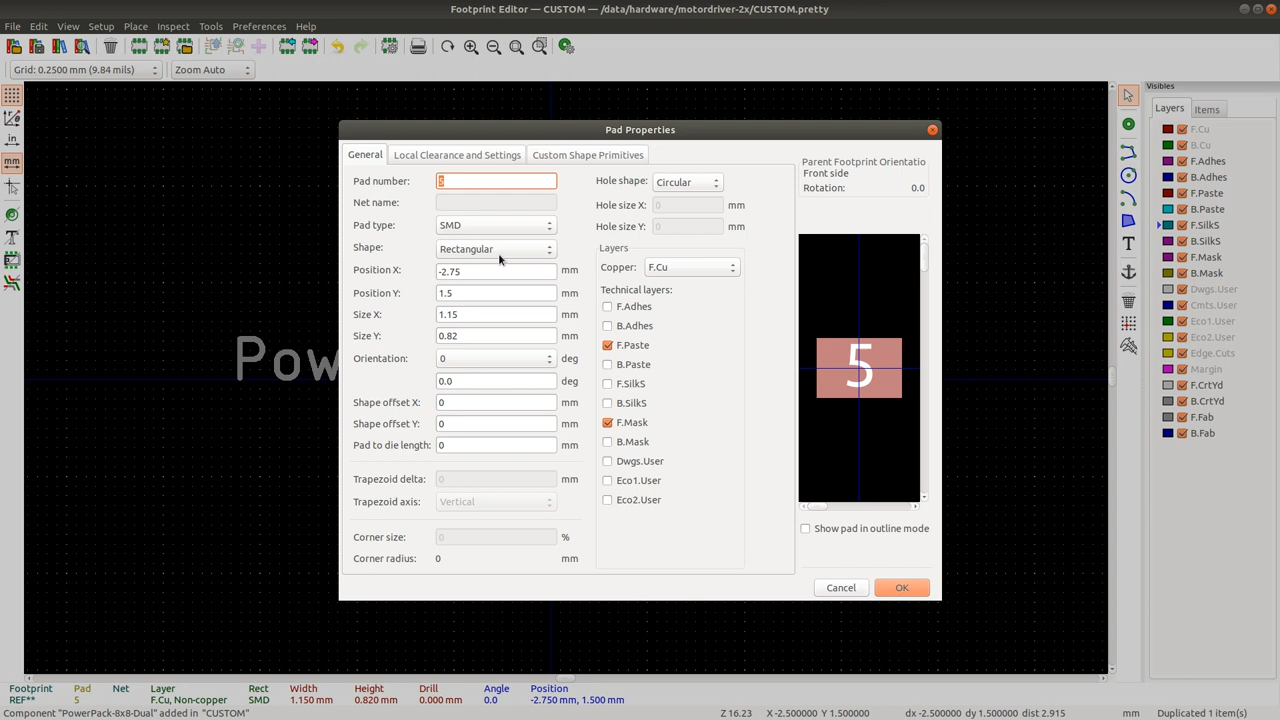 Footprint Editor — CUSTOM — /data/hardware/motordriver-2x/CUSTOM.pretty
File Edit View Setup Place Inspect Tools Preferences Help
Grid: 0.2500 mm (9.84 mils) Zoom Auto
Visibles
Layers Items
F.Cu
B.Cu
F.Adhes
B.Adhes
F.Paste
B.Paste
F.SilkS
B.SilkS
F.Mask
B.Mask
Dwgs.User
Cmts.User
Eco1.User
Eco2.User
Edge.Cuts
Margin
F.CrtYd
B.CrtYd
F.Fab
B.Fab
in
mm
Pow
Pad Properties
General Local Clearance and Settings Custom Shape Primitives
Pad number: 5
Net name:
Pad type: SMD
Shape: Rectangular
Position X: -2.75 mm
Position Y: 1.5 mm
Size X: 1.15 mm
Size Y: 0.82 mm
Orientation: 0 deg
0.0 deg
Shape offset X: 0 mm
Shape offset Y: 0 mm
Pad to die length: 0 mm
Trapezoid delta: 0 mm
Trapezoid axis: Vertical
Corner size: 0 %
Corner radius: 0 mm
Hole shape: Circular
Hole size X: 0 mm
Hole size Y: 0 mm
Layers
Copper: F.Cu
Technical layers:
F.Adhes
B.Adhes
F.Paste
B.Paste
F.SilkS
B.SilkS
F.Mask
B.Mask
Dwgs.User
Eco1.User
Eco2.User
Parent Footprint Orientatio
Front side
Rotation: 0.0
5
Show pad in outline mode
Cancel OK
Footprint Pad Net Layer Rect Width Height Drill Angle Position
REF** 5 F.Cu, Non-copper SMD 1.150 mm 0.820 mm 0.000 mm 0.0 -2.750 mm, 1.500 mm
Component "PowerPack-8x8-Dual" added in "CUSTOM" Z 16.23 X -2.500000 Y 1.500000 dx -2.500000 dy 1.500000 dist 2.915 mm Duplicated 1 item(s)